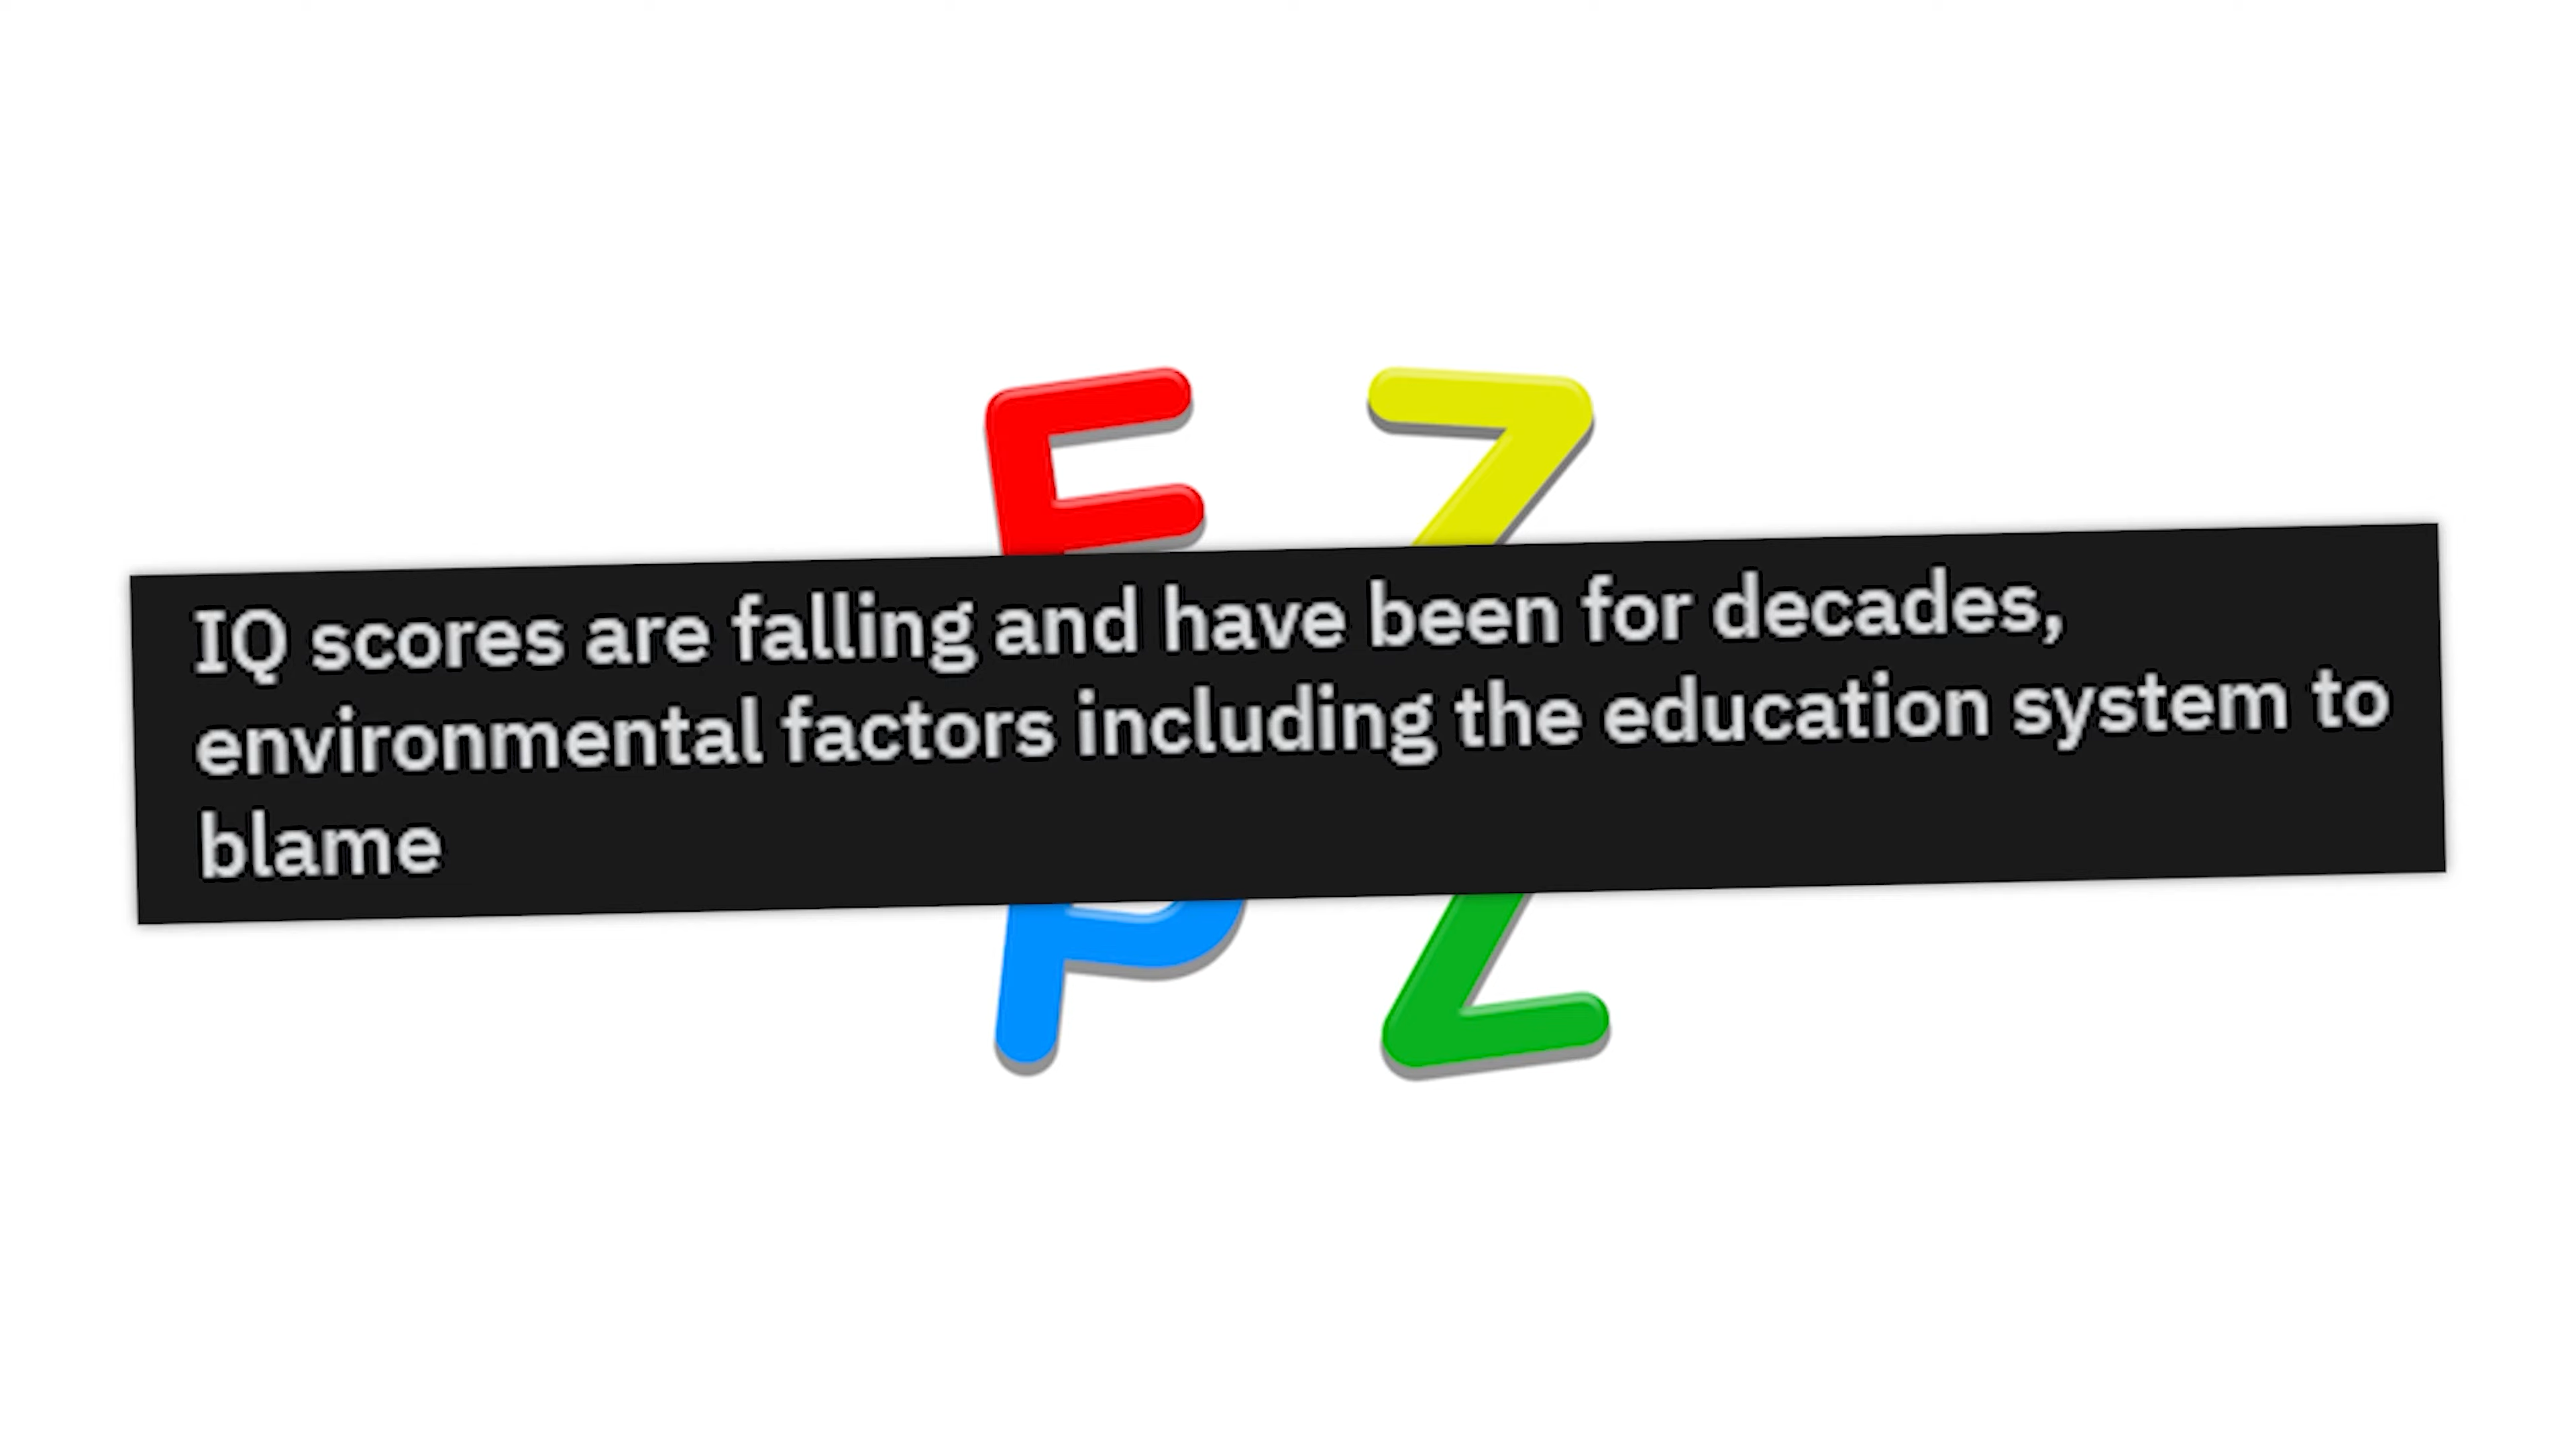 IQ scores are falling and have been for decades,
environmental factors including the education system to
blame